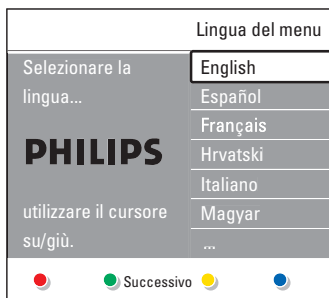 Lingua del menu
Selezionare la
lingua...
PHILIPS
utilizzare il cursore
su/giù.
English
Español
Français
Hrvatski
Italiano
Magyar
...
Successivo